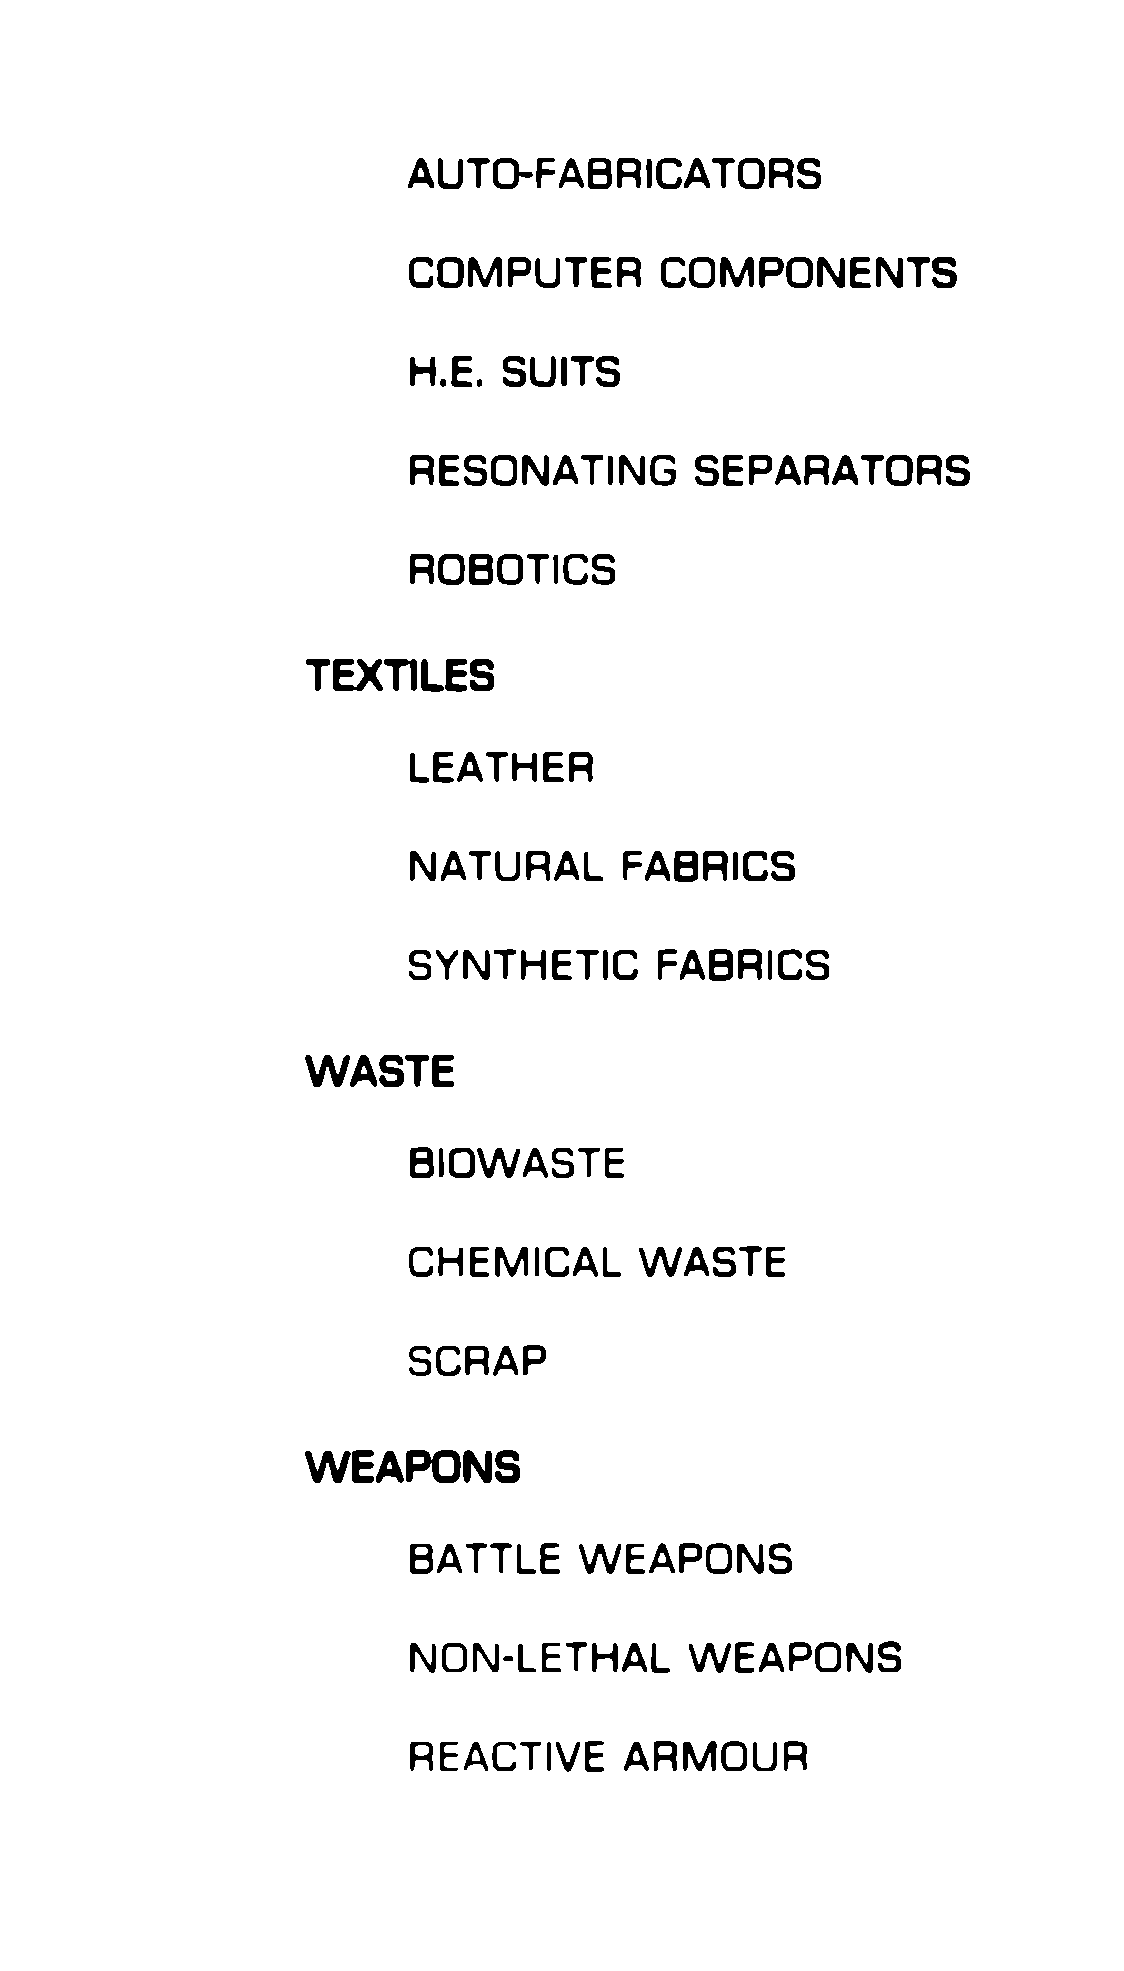 AUTO-FABRICATORS
COMPUTER COMPONENTS
H.E. SUITS
RESONATING SEPARATORS
ROBOTICS
TEXTILES
LEATHER
NATURAL FABRICS
SYNTHETIC FABRICS
WASTE
BIOWASTE
CHEMICAL WASTE
SCRAP
WEAPONS
BATTLE WEAPONS
NON-LETHAL WEAPONS
REACTIVE ARMOUR